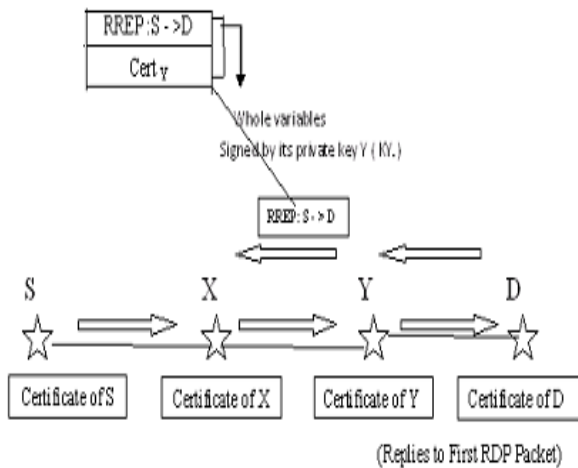 RREP:S->D
Cert Y
Whole variables
Signed by its private key Y ( KY.)
RREP: S -> D
S X Y D
Certificate of S Certificate of X Certificate of Y Certificate of D
(Replies to First RDP Packet)